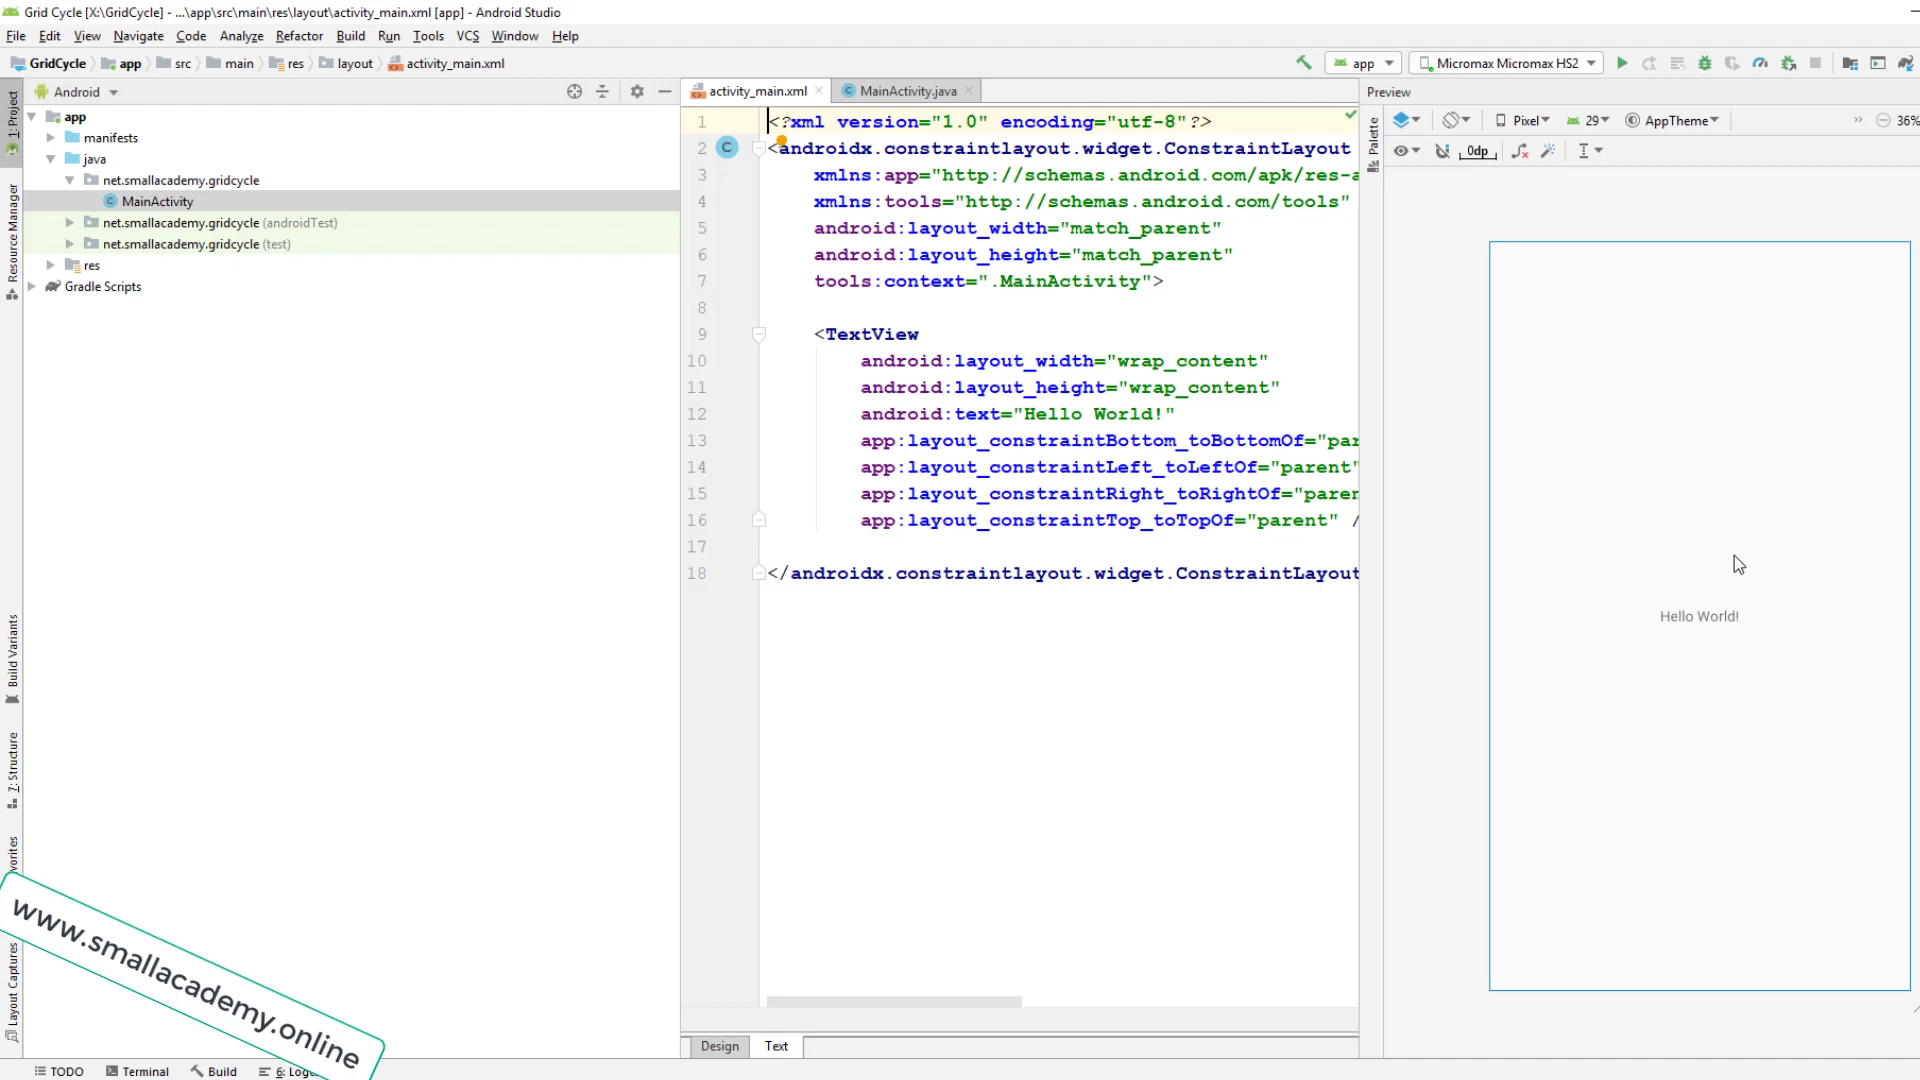 Grid Cycle [X:\GridCycle] - ...\app\src\main\res\layout\activity_main.xml [app] - Android Studio
File Edit View Navigate Code Analyze Refactor Build Run Tools VCS Window Help
GridCycle app src main res layout activity_main.xml
app
Micromax Micromax HS2
Android
activity_main.xml
MainActivity.java
Preview
1: Project
Resource Manager
Build Variants
7: Structure
Layout Captures
app
manifests
java
net.smallacademy.gridcycle
MainActivity
net.smallacademy.gridcycle (androidTest)
net.smallacademy.gridcycle (test)
res
Gradle Scripts
1 <?xml version="1.0" encoding="utf-8"?>
2 <androidx.constraintlayout.widget.ConstraintLayout
3 xmlns:app="http://schemas.android.com/apk/res-a
4 xmlns:tools="http://schemas.android.com/tools"
5 android:layout_width="match_parent"
6 android:layout_height="match_parent"
7 tools:context=".MainActivity">
8
9 <TextView
10 android:layout_width="wrap_content"
11 android:layout_height="wrap_content"
12 android:text="Hello World!"
13 app:layout_constraintBottom_toBottomOf="par
14 app:layout_constraintLeft_toLeftOf="parent"
15 app:layout_constraintRight_toRightOf="paren
16 app:layout_constraintTop_toTopOf="parent" /
17
18 </androidx.constraintlayout.widget.ConstraintLayout
Design Text
Palette
Pixel 29 AppTheme 36%
0dp
Hello World!
www.smallacademy.online
TODO Terminal Build